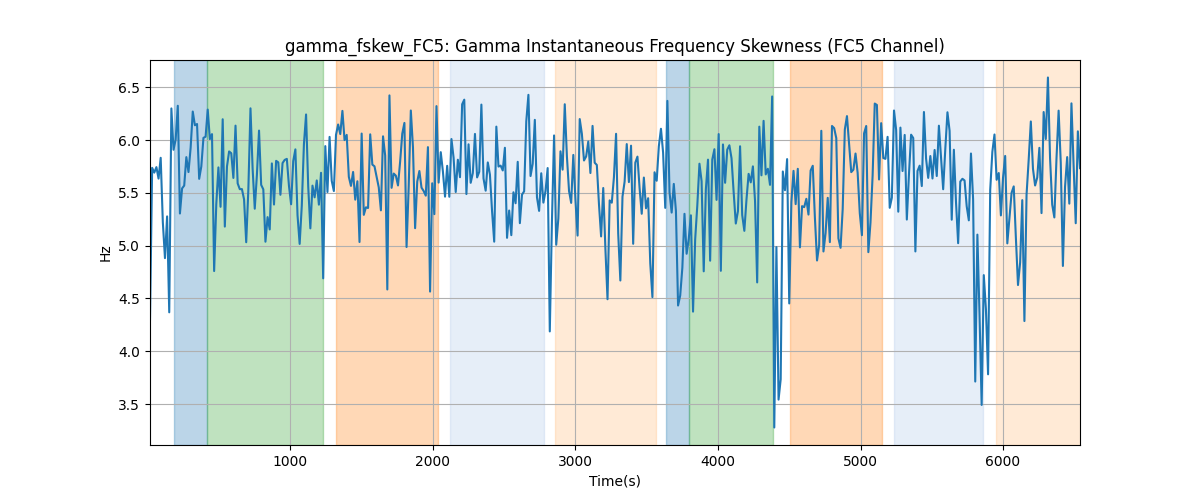 gamma_fskew_FC5: Gamma Instantaneous Frequency Skewness (FC5 Channel)
6.5
6.0
5.5
5.0
4.5
4.0
3.5
Hz
1000 2000 3000 4000 5000 6000
Time(s)